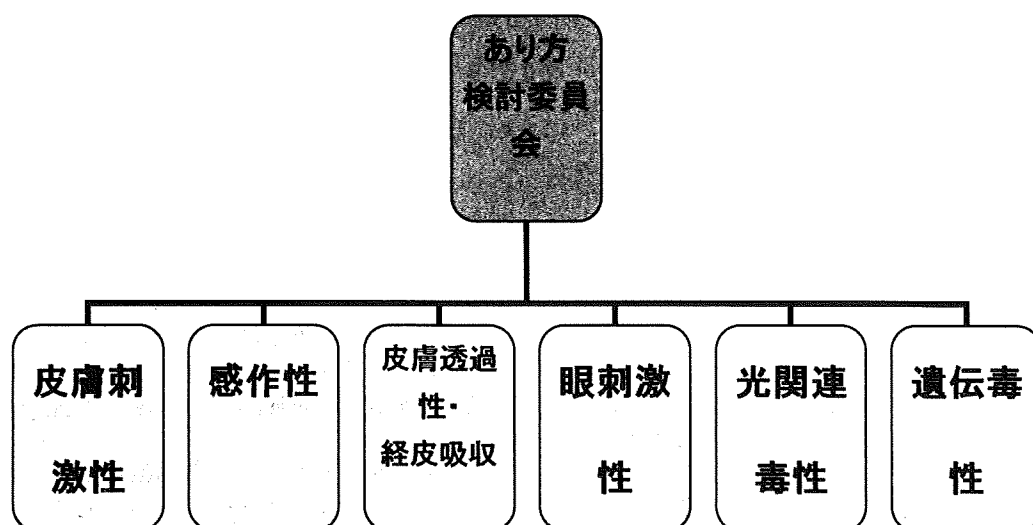 あり方
検討委員
会
皮膚刺
激性
感作性
皮膚透過
性・
経皮吸収
眼刺激
性
光関連
毒性
遺伝毒
性